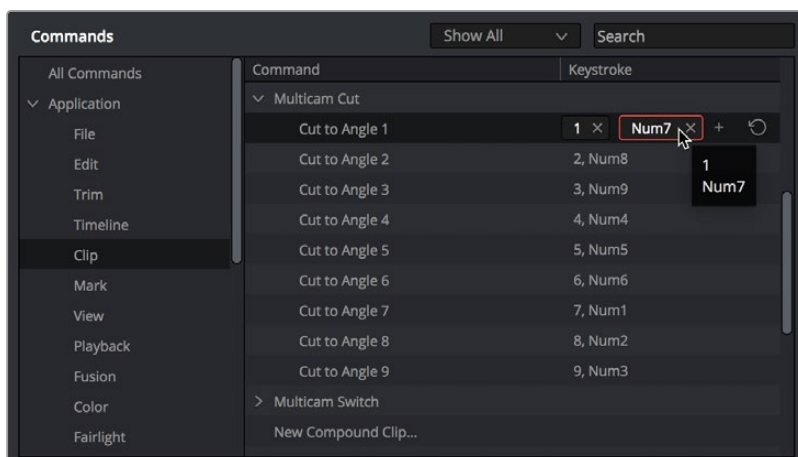 Commands
Show All
Search
All Commands
Application
File
Edit
Trim
Timeline
Clip
Mark
View
Playback
Fusion
Color
Fairlight
Command Keystroke
Multicam Cut
Cut to Angle 1 1 × Num7 × +
1
Num7
Cut to Angle 2 2, Num8
Cut to Angle 3 3, Num9
Cut to Angle 4 4, Num4
Cut to Angle 5 5, Num5
Cut to Angle 6 6, Num6
Cut to Angle 7 7, Num1
Cut to Angle 8 8, Num2
Cut to Angle 9 9, Num3
Multicam Switch
New Compound Clip...